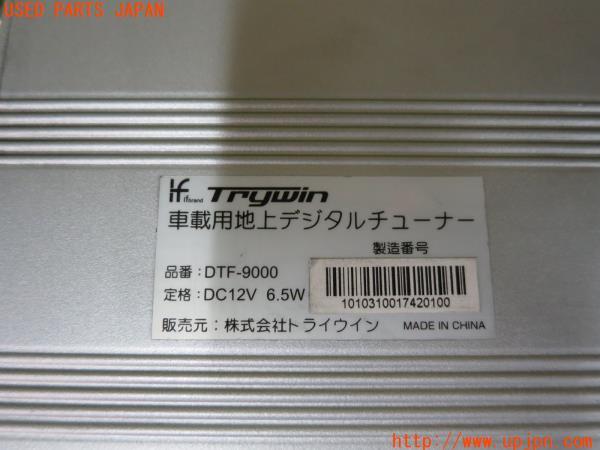 USED PARTS JAPAN
if ifbrand Trywin
車載用地上デジタルチューナー
製造番号
品番：DTF-9000
定格：DC12V 6.5W
1010310017420100
販売元：株式会社トライウイン MADE IN CHINA
http://www.upjpn.com